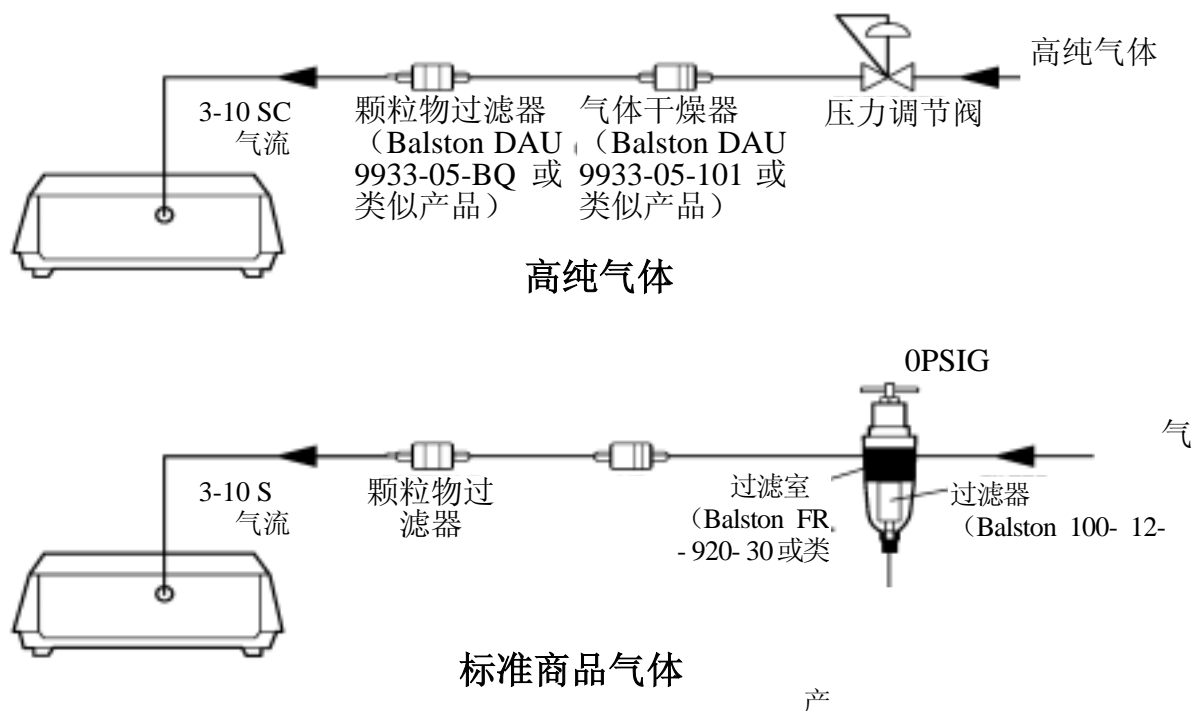 高纯气体
3-10 SC
气流
颗粒物过滤器
（Balston DAU
9933-05-BQ 或
类似产品）
气体干燥器
（Balston DAU
9933-05-101 或
类似产品）
压力调节阀
高纯气体
0PSIG
气
3-10 S
气流
颗粒物过
滤器
过滤室
（Balston FR
- 920- 30或类
过滤器
（Balston 100- 12-
标准商品气体
产